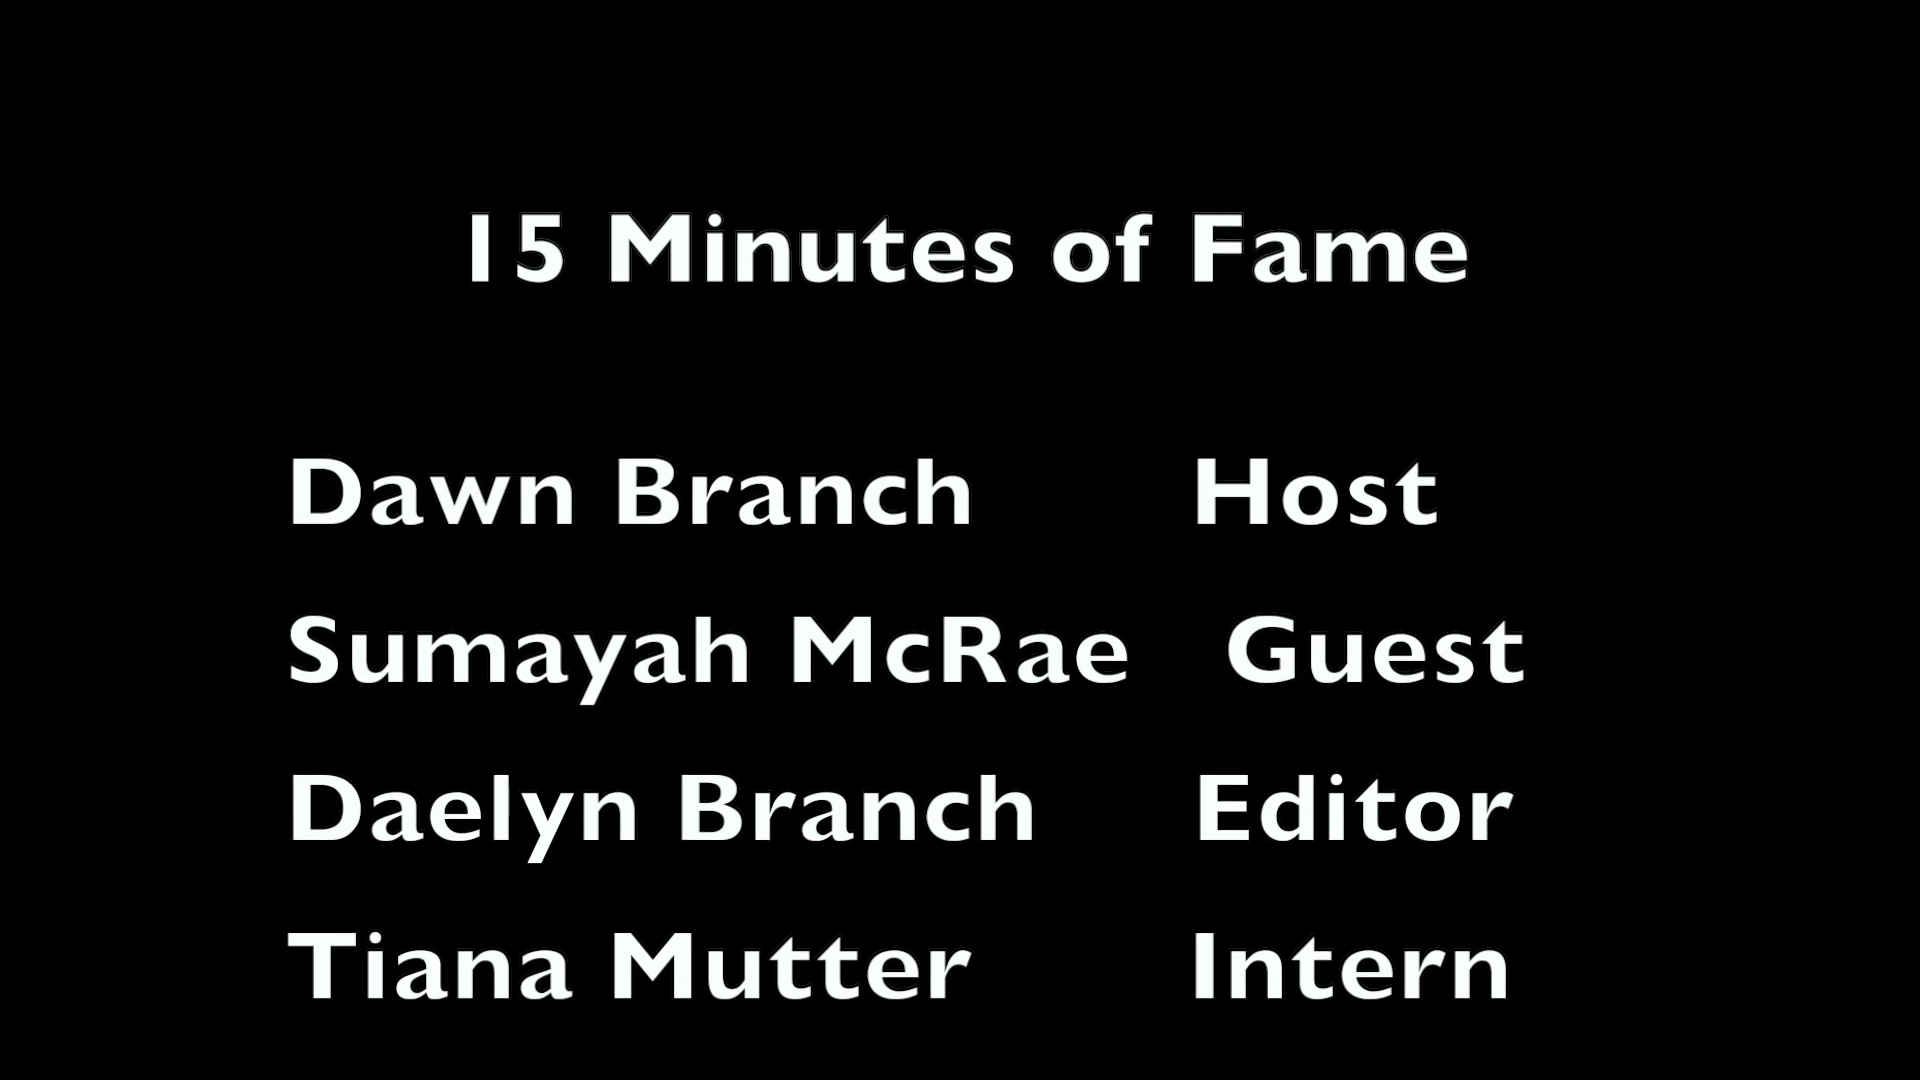 15 Minutes of Fame
Dawn Branch Host
Sumayah McRae Guest
Daelyn Branch Editor
Tiana Mutter Intern